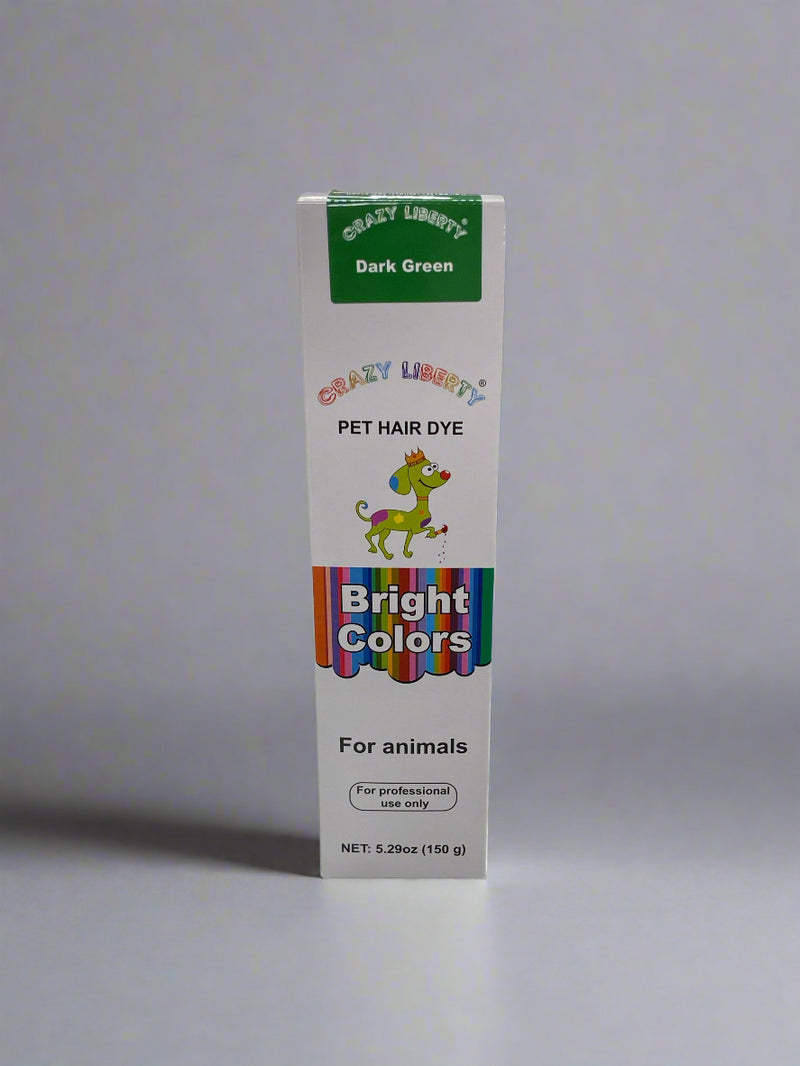 CRAZY LIBERTY®
Dark Green
CRAZY LIBERTY®
PET HAIR DYE
Bright
Colors
For animals
For professional
use only
NET: 5.29oz (150 g)